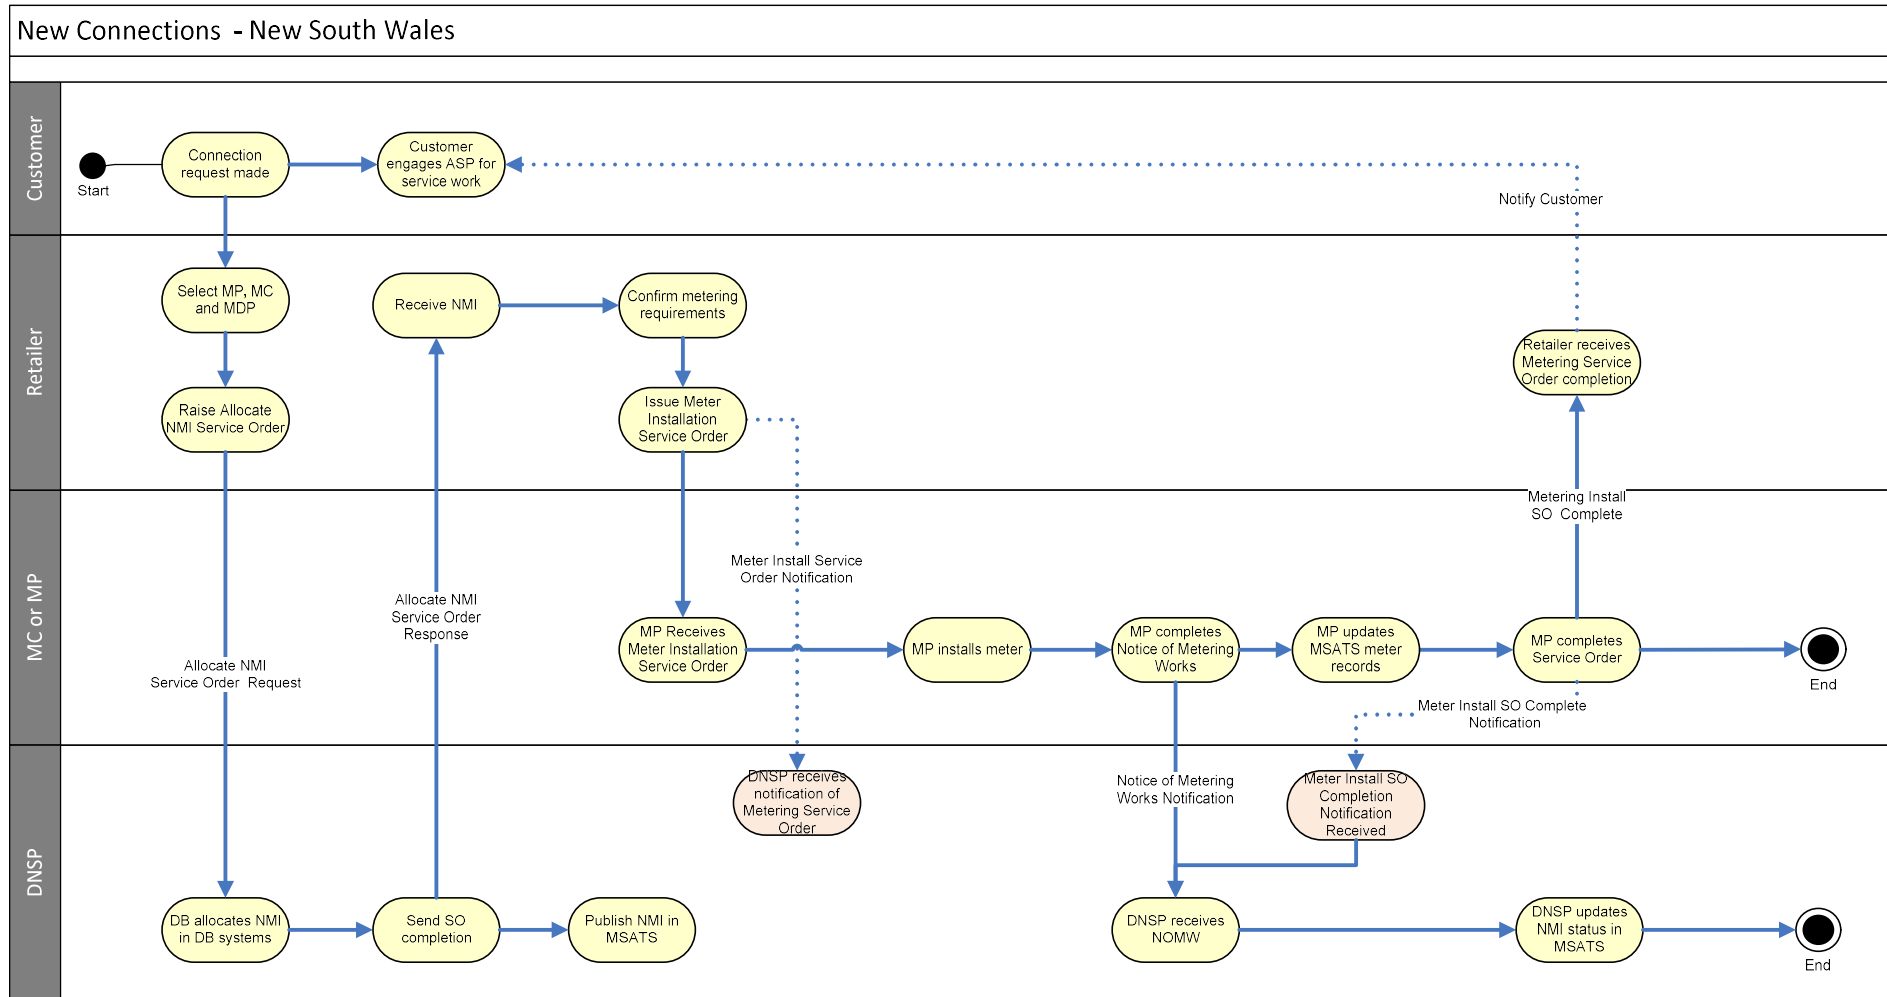 New Connections - New South Wales
Customer
Start
Connection
request made
Customer
engages ASP for
service work
Notify Customer
Retailer
Select MP, MC
and MDP
Receive NMI
Confirm metering
requirements
Retailer receives
Metering Service
Order completion
Raise Allocate
NMI Service Order
Issue Meter
Installation
Service Order
MC or MP
Metering Install
SO Complete
Meter Install Service
Order Notification
Allocate NMI
Service Order
Response
Allocate NMI
Service Order Request
MP Receives
Meter Installation
Service Order
MP installs meter
MP completes
Notice of Metering
Works
MP updates
MSATS meter
records
MP completes
Service Order
End
Meter Install SO Complete
Notification
DNSP
DNSP receives
notification of
Metering Service
Order
Notice of Metering
Works Notification
Meter Install SO
Completion
Notification
Received
DB allocates NMI
in DB systems
Send SO
completion
Publish NMI in
MSATS
DNSP receives
NOMW
DNSP updates
NMI status in
MSATS
End